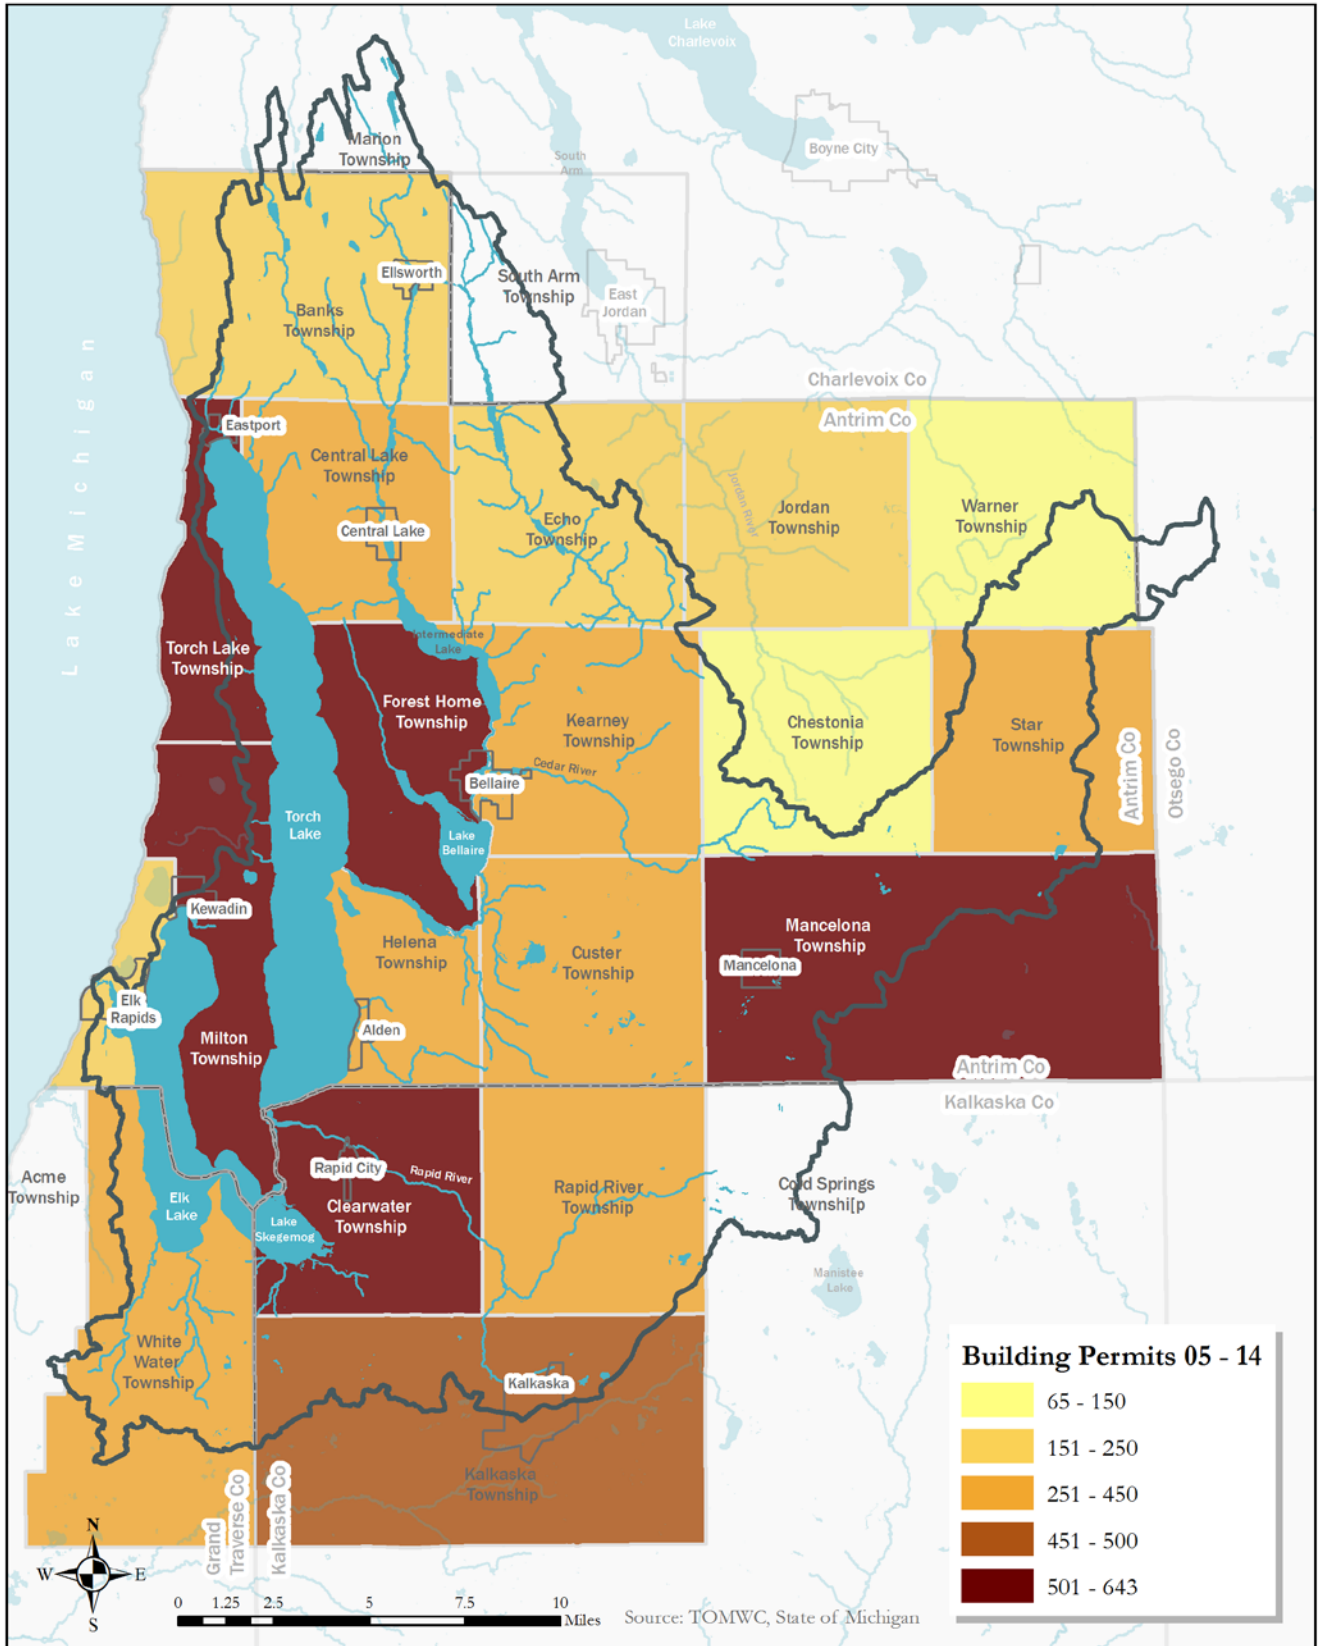 Lake
Charlevoix
Boyne City
Marion
Township
South
Arm
Ellsworth
South Arm
Township
East
Jordan
Banks
Township
Lake Michigan
Charlevoix Co
Antrim Co
Eastport
Central Lake
Township
Central Lake
Echo
Township
Jordan River
Jordan
Township
Warner
Township
Intermediate
Lake
Torch Lake
Township
Forest Home
Township
Kearney
Township
Chestonia
Township
Star
Township
Antrim Co
Otsego Co
Cedar River
Bellaire
Torch
Lake
Lake
Bellaire
Kewadin
Helena
Township
Custer
Township
Mancelona
Township
Mancelona
Elk
Rapids
Alden
Milton
Township
Antrim Co
Kalkaska Co
Acme
Township
Rapid City
Rapid River
Clearwater
Township
Rapid River
Township
Cold Springs
Townshi[p
Elk
Lake
Lake
Skegemog
Manistee
Lake
White
Water
Township
Kalkaska
Kalkaska
Township
Grand
Traverse Co
Kalkaska Co
Building Permits 05 - 14
65 - 150
151 - 250
251 - 450
451 - 500
501 - 643
N
W E
S
0 1.25 2.5 5 7.5 10
Miles
Source: TOMWC, State of Michigan